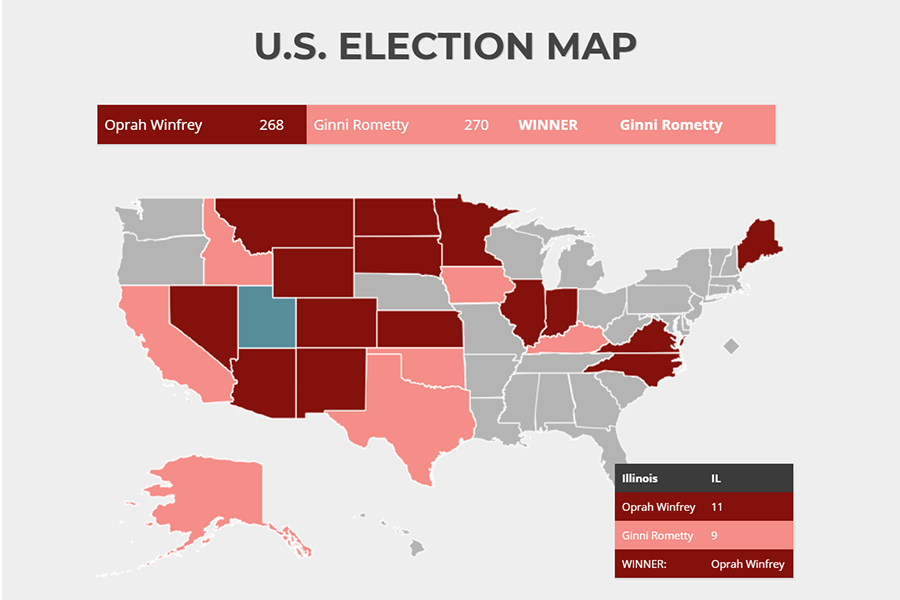 U.S. ELECTION MAP
Oprah Winfrey 268 Ginni Rometty 270 WINNER Ginni Rometty
Illinois IL
Oprah Winfrey 11
Ginni Rometty 9
WINNER: Oprah Winfrey